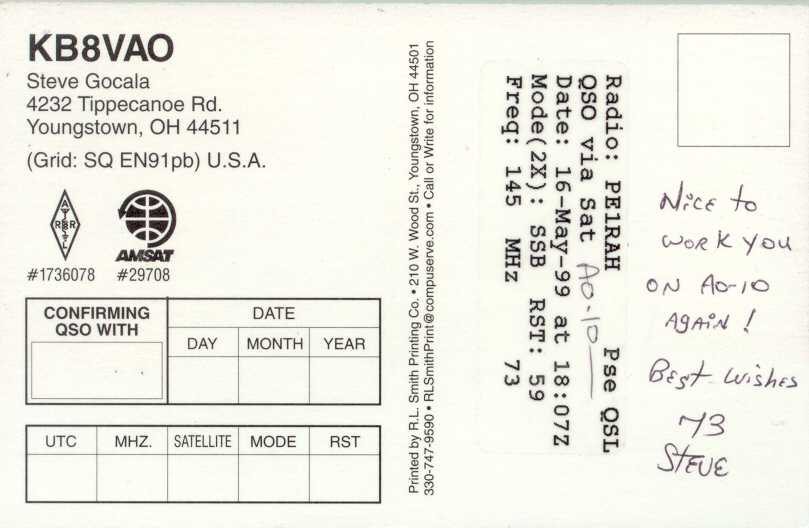 KB8VAO
Steve Gocala
4232 Tippecanoe Rd.
Youngstown, OH 44511
(Grid: SQ EN91pb) U.S.A.
A
R R
L
AMSAT
#1736078 #29708
CONFIRMING
QSO WITH
DATE
DAY MONTH YEAR
UTC MHZ. SATELLITE MODE RST
Printed by R.L. Smith Printing Co. • 210 W. Wood St., Youngstown, OH 44501
330-747-9590 • RLSmithPrint@compuserve.com • Call or Write for information
Radio: PE1RAH Pse QSL
QSO via Sat AO-10
Date: 16-May-99 at 18:07Z
Mode(2X): SSB RST: 59
Freq: 145 MHz 73
Nice to
work you
on AO-10
Again!
Best wishes
73
Steve